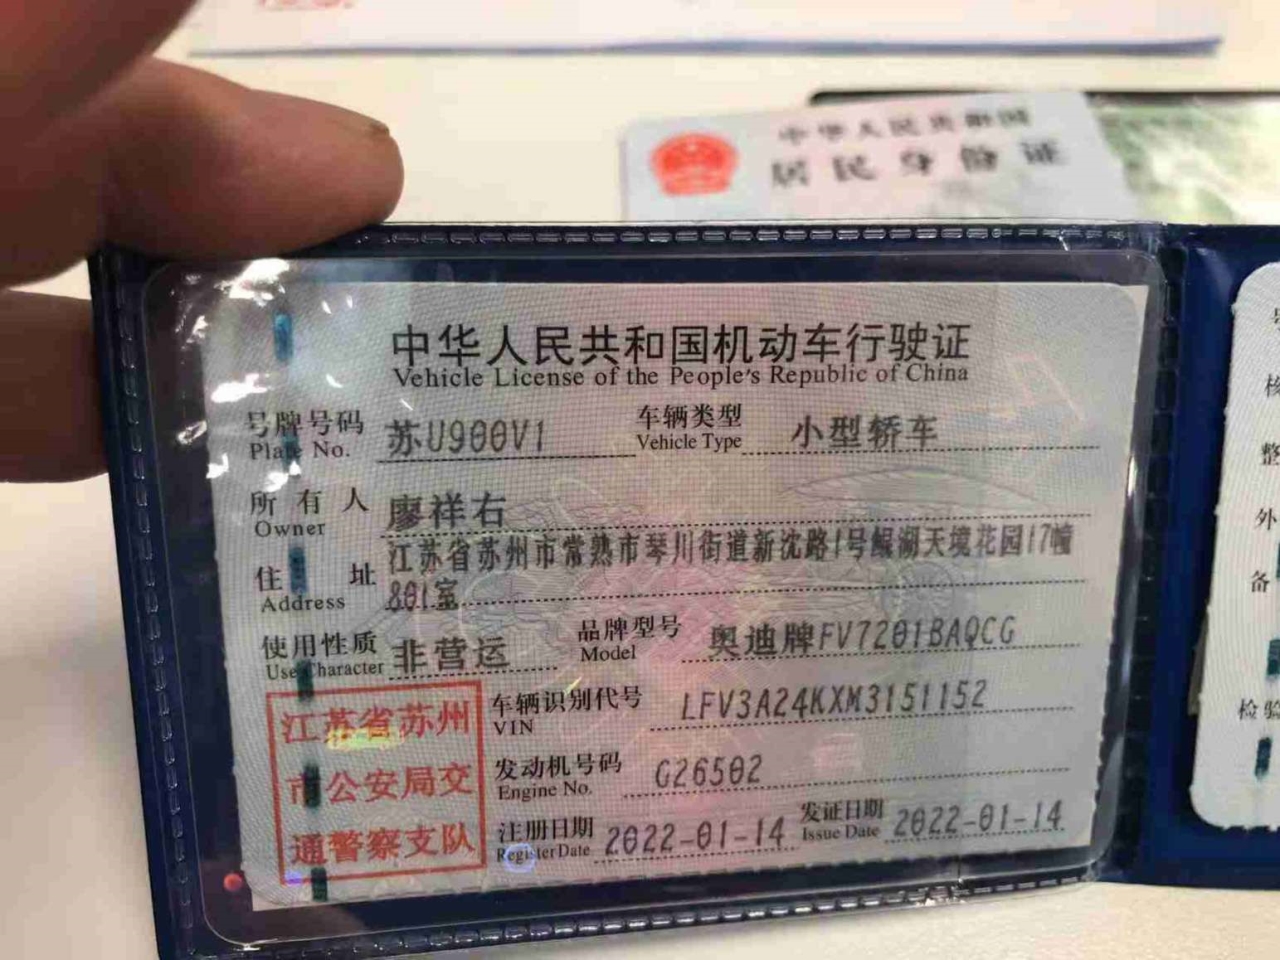 中华人民共和国
居民身份证
中华人民共和国机动车行驶证
Vehicle License of the People's Republic of China
号牌号码 苏U900V1 车辆类型 小型轿车
Plate No. Vehicle Type
所有人 廖祥右
Owner
住址 江苏省苏州市常熟市琴川街道新沈路1号鲲湖天境花园17幢
Address 801室
使用性质 非营运 品牌型号 奥迪牌FV7201BAQCG
Use Character Model
车辆识别代号 LFV3A24KXM3151152
VIN
发动机号码 G26502
Engine No.
注册日期 2022-01-14 发证日期 2022-01-14
Register Date Issue Date
江苏省苏州
市公安局交
通警察支队
核
整
外
备
检验